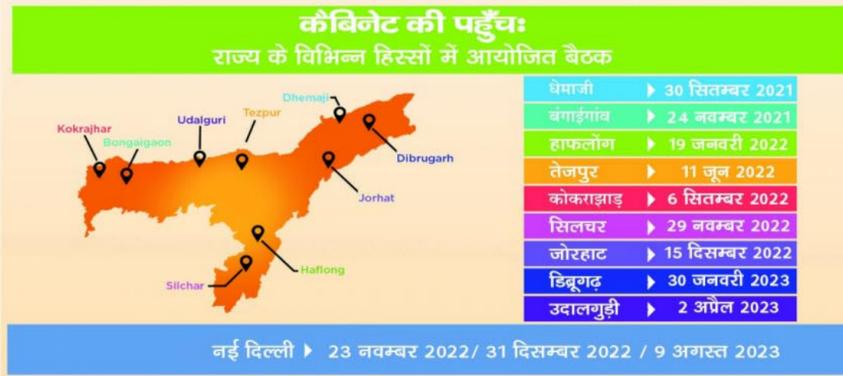 कैबिनेट की पहुँचः
राज्य के विभिन्न हिस्सों में आयोजित बैठक
Dhemaji
Tezpur
Udalguri
Kokrajhar
Bongaigaon
Dibrugarh
Jorhat
Haflong
Silchar
धेमाजी 30 सितम्बर 2021
बंगाईगांव 24 नवम्बर 2021
हाफलोंग 19 जनवरी 2022
तेजपुर 11 जून 2022
कोकराझाड़ 6 सितम्बर 2022
सिलचर 29 नवम्बर 2022
जोरहाट 15 दिसम्बर 2022
डिब्रूगढ़ 30 जनवरी 2023
उदालगुड़ी 2 अप्रैल 2023
नई दिल्ली 23 नवम्बर 2022/ 31 दिसम्बर 2022 / 9 अगस्त 2023